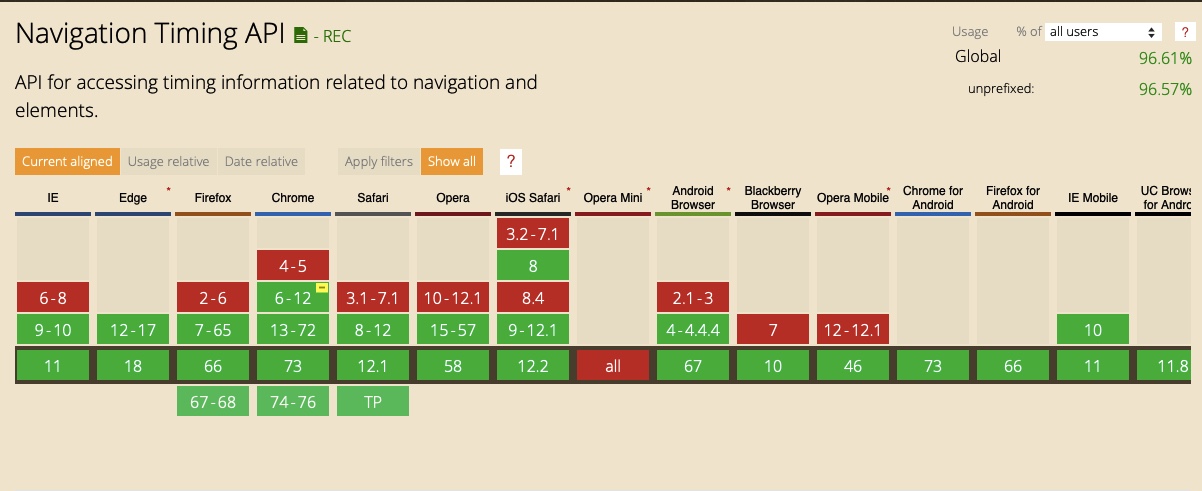 Navigation Timing API - REC
Usage % of all users ?
Global 96.61%
unprefixed: 96.57%
API for accessing timing information related to navigation and
elements.
Current aligned Usage relative Date relative Apply filters Show all ?
IE Edge * Firefox Chrome Safari Opera iOS Safari * Opera Mini * Android Browser * Blackberry Browser Opera Mobile * Chrome for Android Firefox for Android IE Mobile UC Brows for Andro
3.2-7.1
4-5 8
6-8 2-6 6-12 3.1-7.1 10-12.1 8.4 2.1-3
9-10 12-17 7-65 13-72 8-12 15-57 9-12.1 4-4.4.4 7 12-12.1 10
11 18 66 73 12.1 58 12.2 all 67 10 46 73 66 11 11.8
67-68 74-76 TP